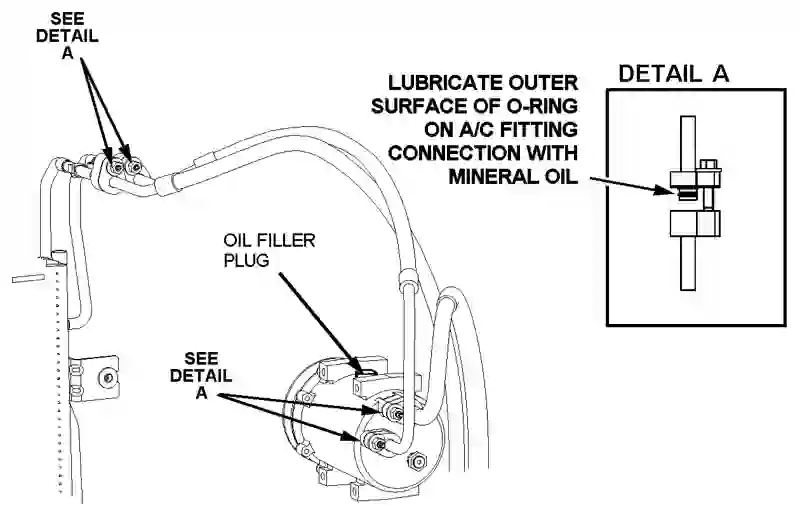 SEE
DETAIL
A
LUBRICATE OUTER
SURFACE OF O-RING
ON A/C FITTING
CONNECTION WITH
MINERAL OIL
DETAIL A
OIL FILLER
PLUG
SEE
DETAIL
A